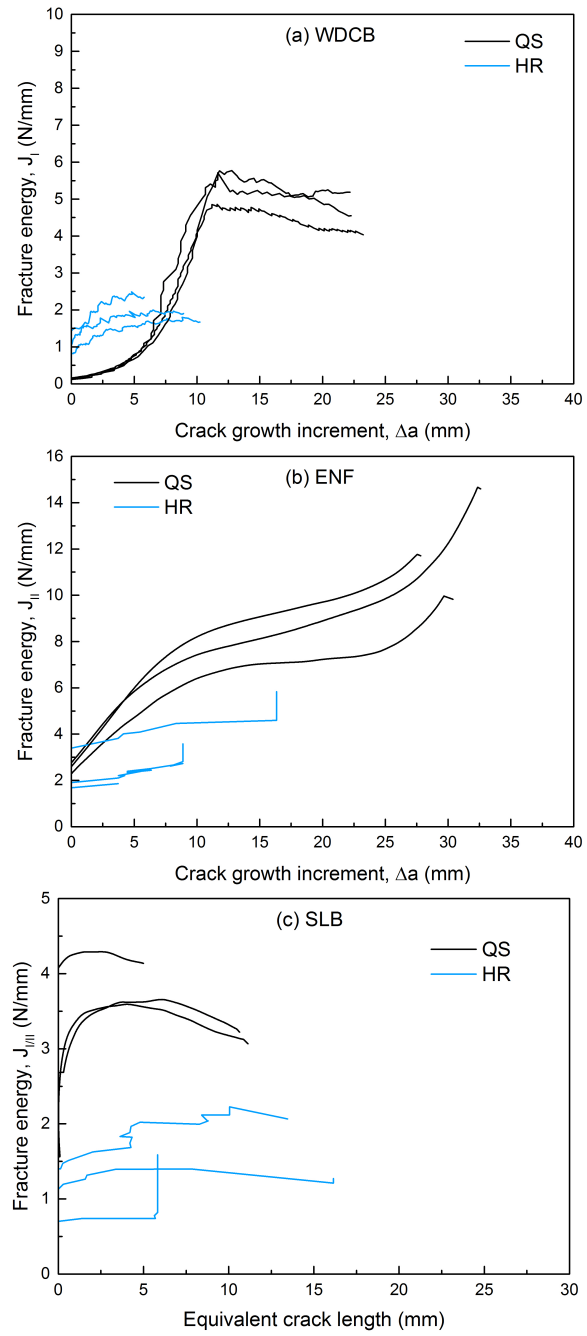 (a) WDCB
QS
HR
Fracture energy, J_I (N/mm)
10
9
8
7
6
5
4
3
2
1
0
0 5 10 15 20 25 30 35 40
Crack growth increment, Δa (mm)
(b) ENF
QS
HR
Fracture energy, J_II (N/mm)
16
14
12
10
8
6
4
2
0
0 5 10 15 20 25 30 35 40
Crack growth increment, Δa (mm)
(c) SLB
QS
HR
Fracture energy, J_I/II (N/mm)
5
4
3
2
1
0
0 5 10 15 20 25 30
Equivalent crack length (mm)